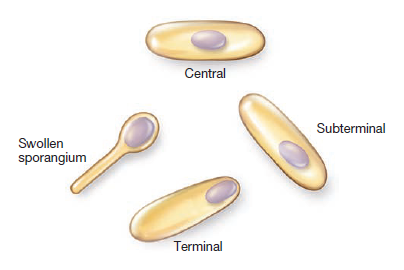 Central
Subterminal
Swollen
sporangium
Terminal